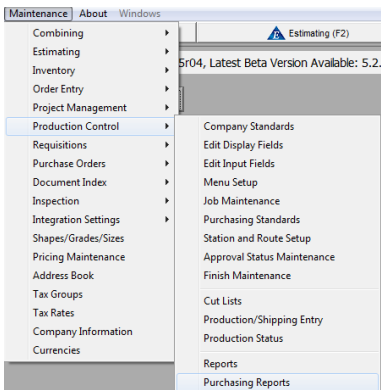 Maintenance About Windows
Estimating (F2)
5r04, Latest Beta Version Available: 5.2.
Combining
Estimating
Inventory
Order Entry
Project Management
Production Control
Requisitions
Purchase Orders
Document Index
Inspection
Integration Settings
Shapes/Grades/Sizes
Pricing Maintenance
Address Book
Tax Groups
Tax Rates
Company Information
Currencies
Company Standards
Edit Display Fields
Edit Input Fields
Menu Setup
Job Maintenance
Purchasing Standards
Station and Route Setup
Approval Status Maintenance
Finish Maintenance
Cut Lists
Production/Shipping Entry
Production Status
Reports
Purchasing Reports